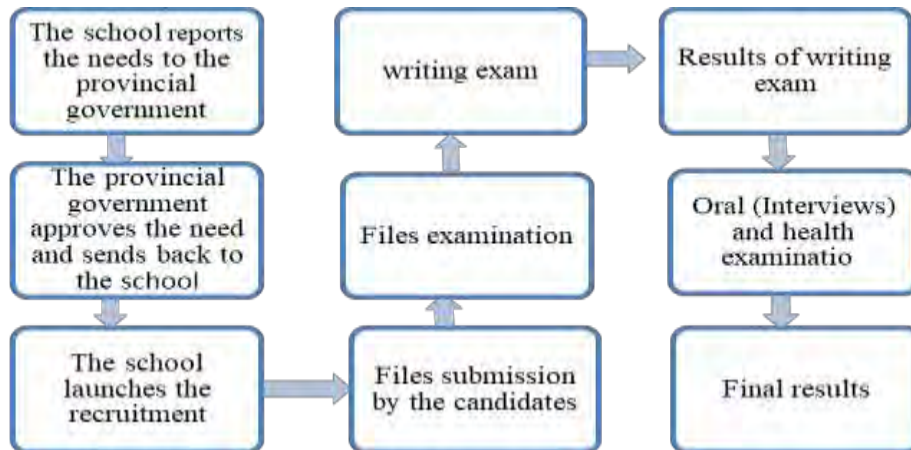 The school reports
the needs to the
provincial
government
The provincial
government
approves the need
and sends back to
the school
The school
launches the
recruitment
Files submission
by the candidates
Files examination
writing exam
Results of writing
exam
Oral (Interviews)
and health
examinatio
Final results